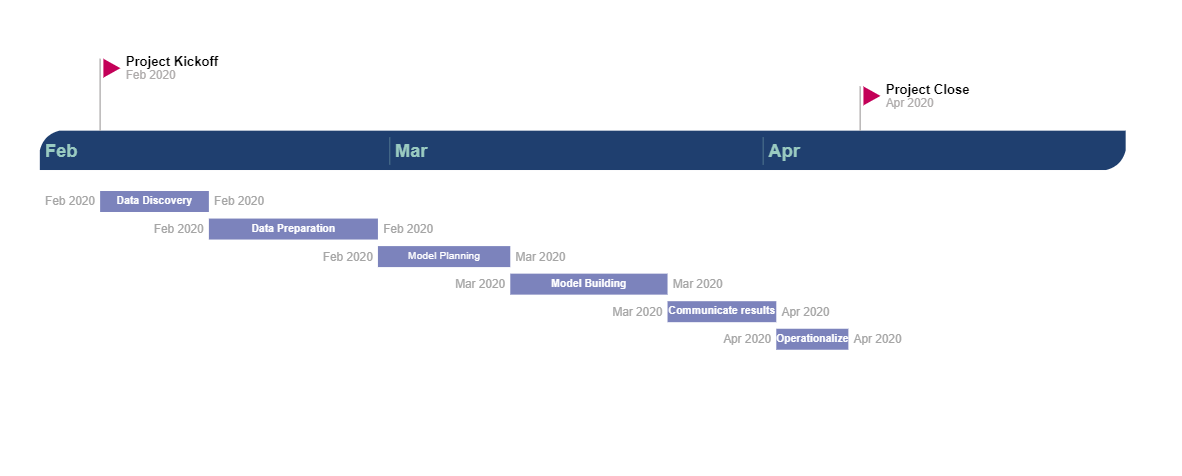 Project Kickoff
Feb 2020
Project Close
Apr 2020
Feb Mar Apr
Feb 2020 Data Discovery Feb 2020
Feb 2020 Data Preparation Feb 2020
Feb 2020 Model Planning Mar 2020
Mar 2020 Model Building Mar 2020
Mar 2020 Communicate results Apr 2020
Apr 2020 Operationalize Apr 2020